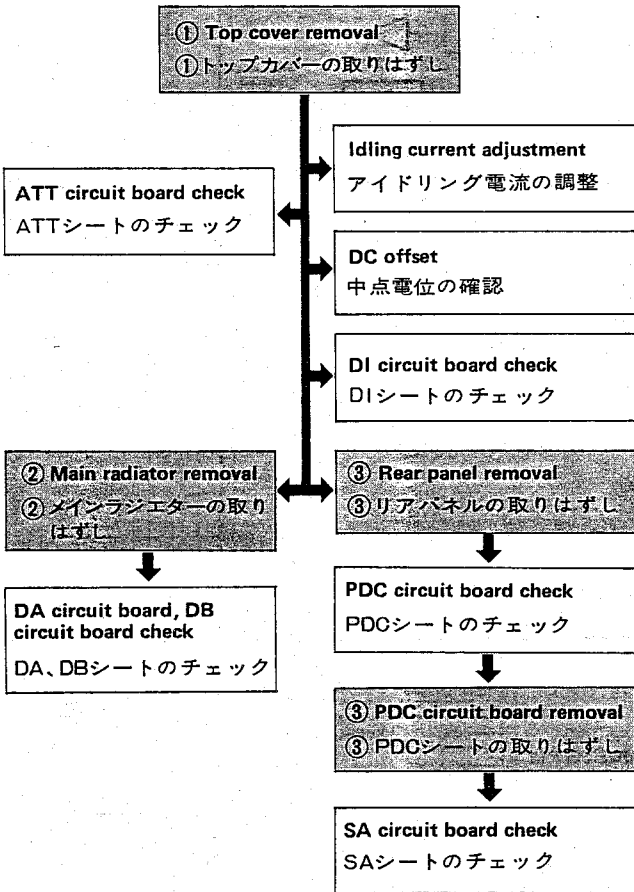 ① Top cover removal
①トップカバーの取りはずし
Idling current adjustment
アイドリング電流の調整
ATT circuit board check
ATTシートのチェック
DC offset
中点電位の確認
DI circuit board check
DIシートのチェック
② Main radiator removal
②メインラジエターの取り
はずし
③ Rear panel removal
③リアパネルの取りはずし
DA circuit board, DB
circuit board check
DA、DBシートのチェック
PDC circuit board check
PDCシートのチェック
③ PDC circuit board removal
③ PDCシートの取りはずし
SA circuit board check
SAシートのチェック